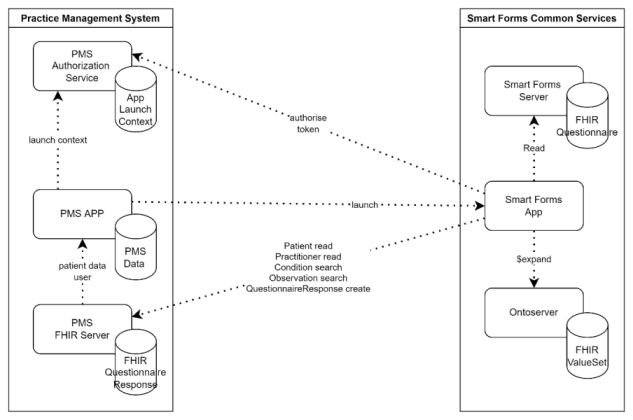 Practice Management System
Smart Forms Common Services
PMS
Authorization
Service
App
Launch
Context
launch context
authorise
token
Smart Forms
Server
FHIR
Questionnaire
Read
PMS APP
PMS
Data
launch
Smart Forms
App
patient data
user
Patient read
Practitioner read
Condition search
Observation search
QuestionnaireResponse create
$expand
PMS
FHIR Server
FHIR
Questionnaire
Response
Ontoserver
FHIR
ValueSet